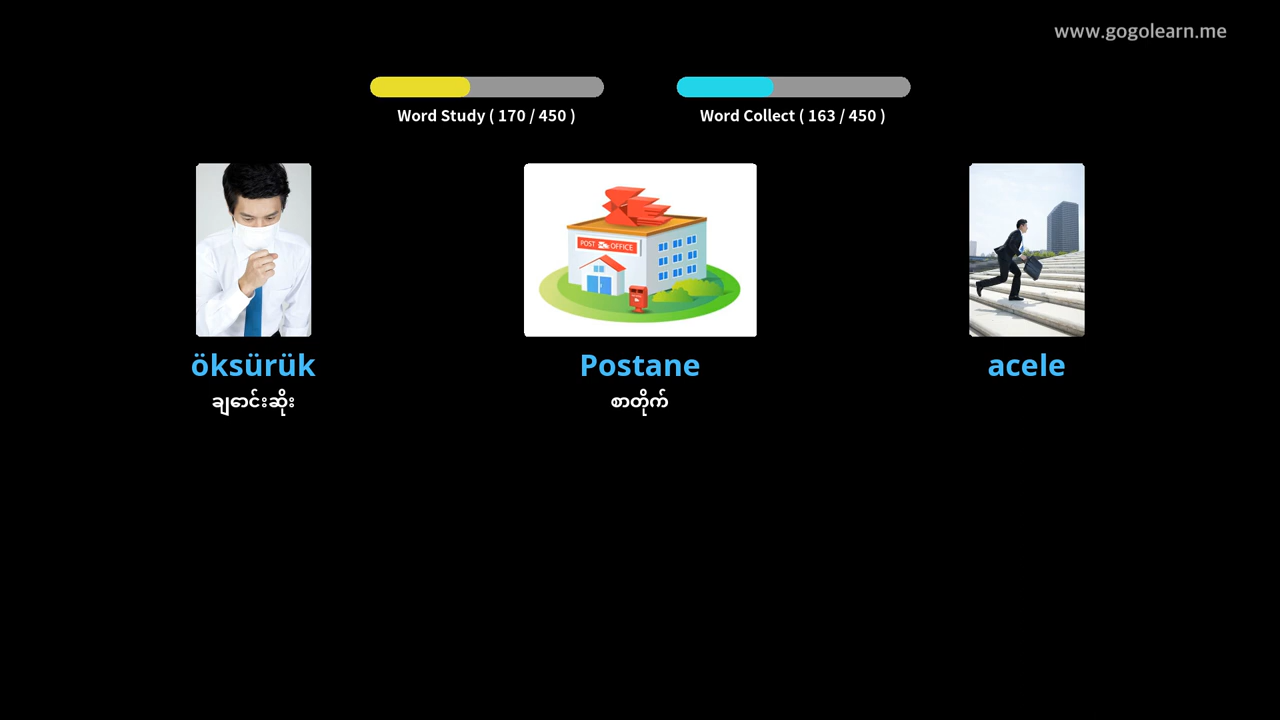 www.gogolearn.me
Word Study ( 170 / 450 )
Word Collect ( 163 / 450 )
POST OFFICE
öksürük
Postane
acele
ချောင်းဆိုး
စာတိုက်